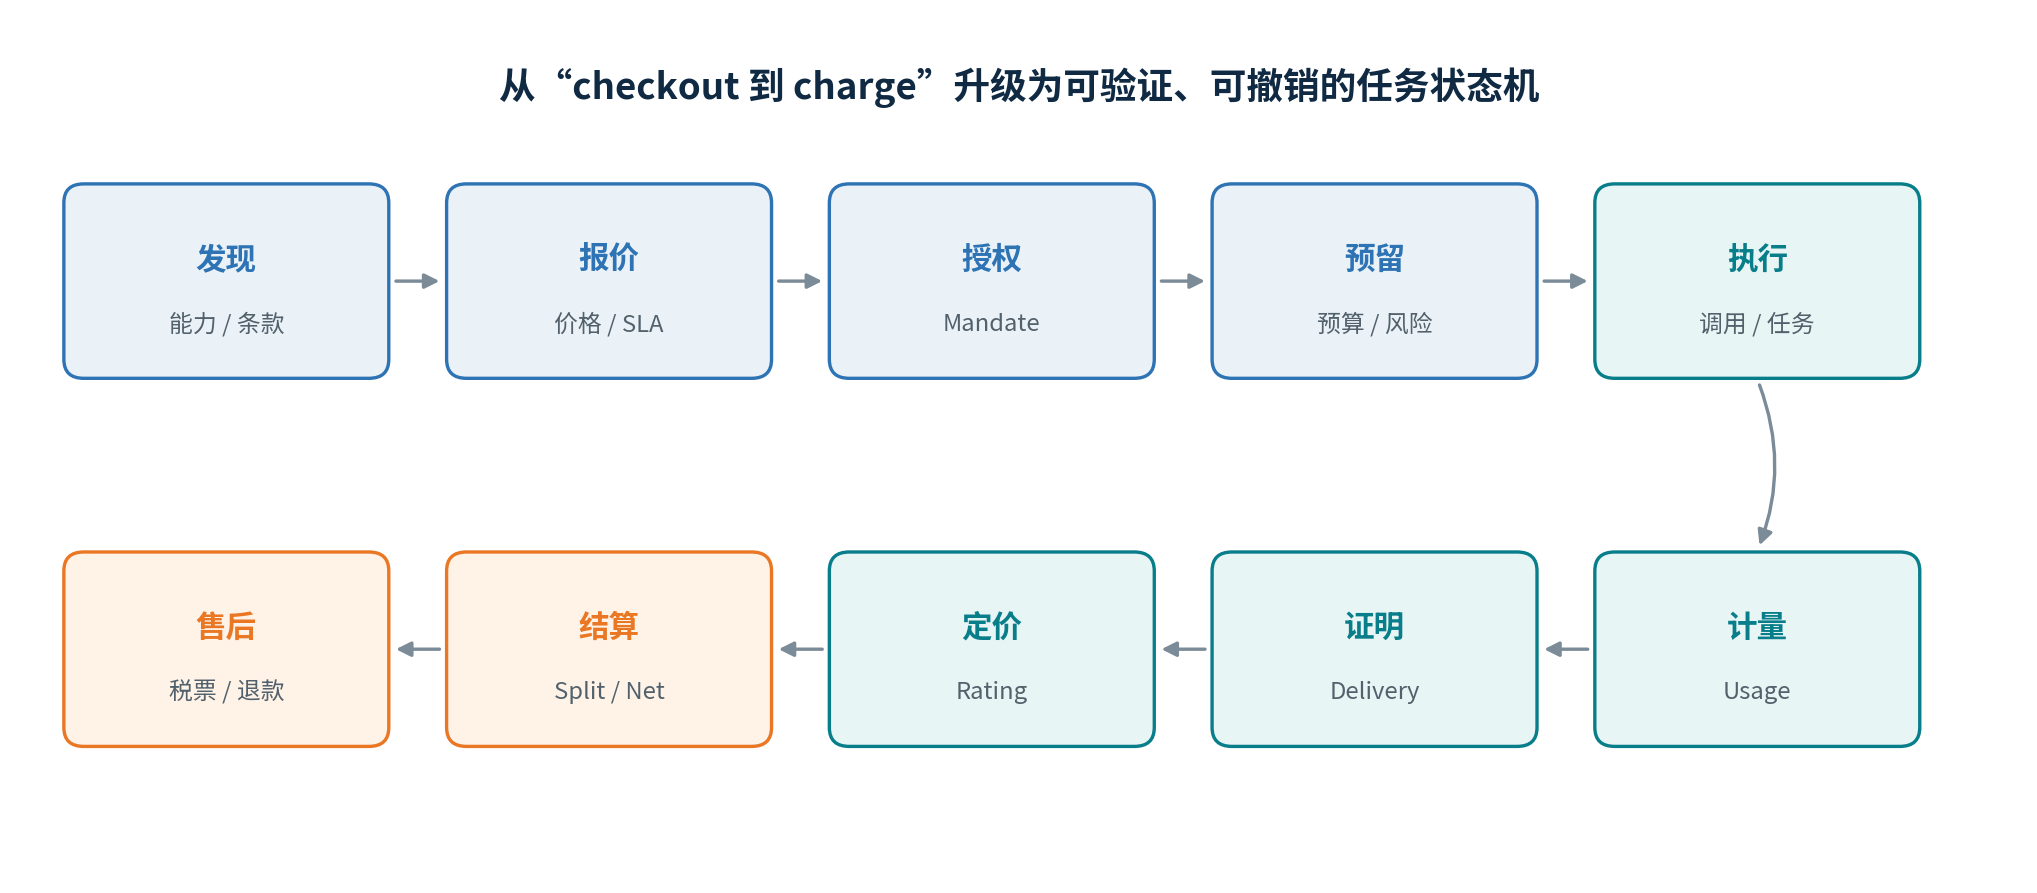 从“checkout 到 charge”升级为可验证、可撤销的任务状态机
发现
能力 / 条款
报价
价格 / SLA
授权
Mandate
预留
预算 / 风险
执行
调用 / 任务
售后
税票 / 退款
结算
Split / Net
定价
Rating
证明
Delivery
计量
Usage